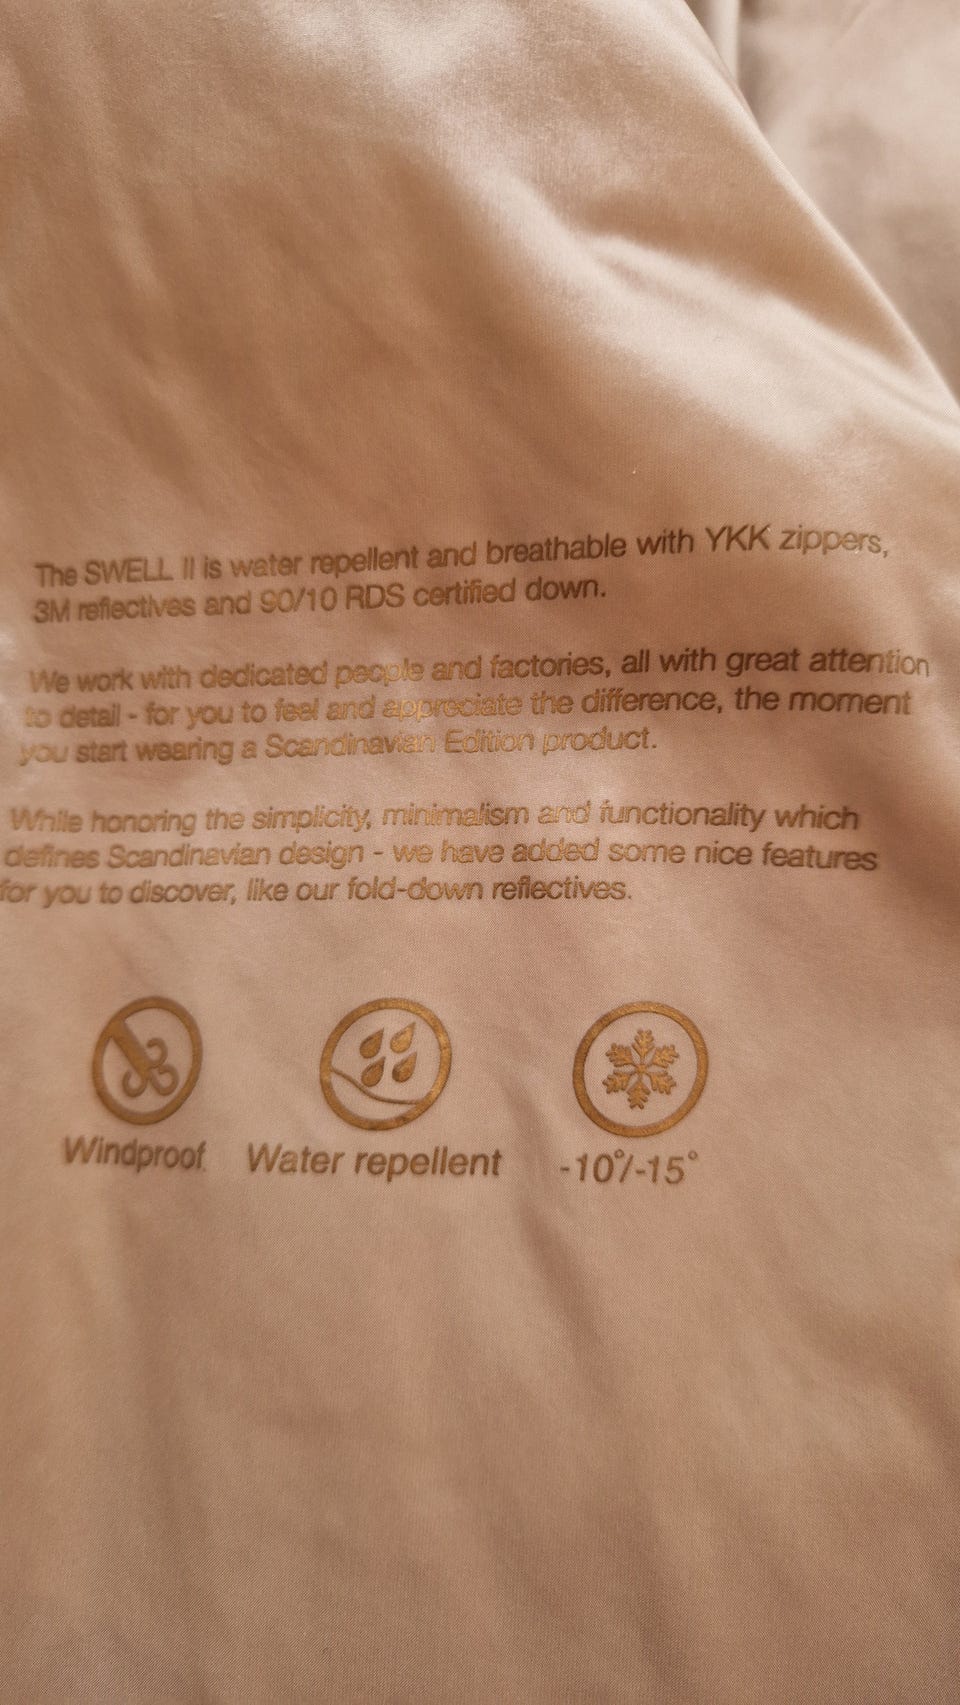 The SWELL II is water repellent and breathable with YKK zippers,
3M reflectives and 90/10 RDS certified down.
We work with dedicated people and factories, all with great attention
to detail - for you to feel and appreciate the difference, the moment
you start wearing a Scandinavian Edition product.
While honoring the simplicity, minimalism and functionality which
defines Scandinavian design - we have added some nice features
for you to discover, like our fold-down reflectives.
Windproof Water repellent -10°/-15°